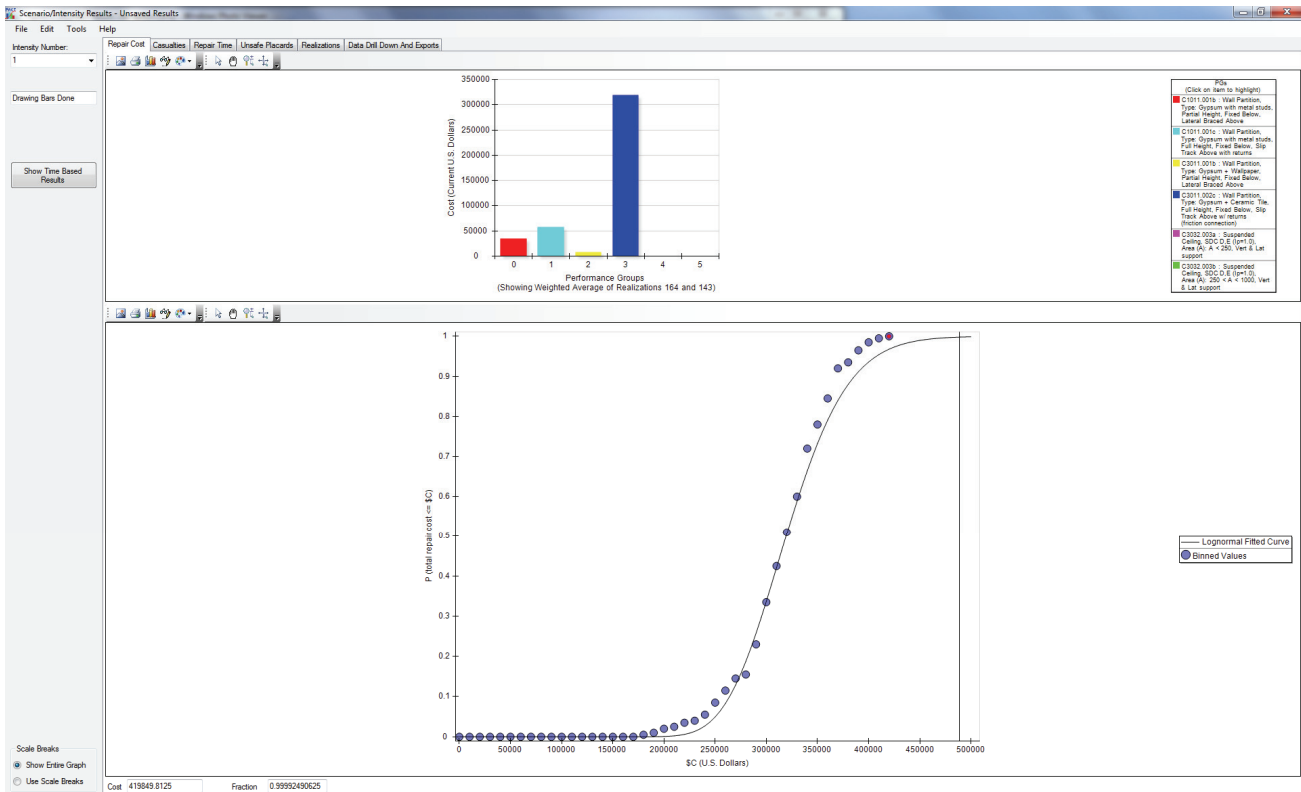 Scenario/Intensity Results - Unsaved Results
File Edit Tools Help
Intensity Number:
1
Drawing Bars Done
Show Time Based
Results
Repair Cost Casualties Repair Time Unsafe Placards Realizations Data Drill Down And Exports
350000
300000
250000
200000
150000
100000
50000
0
Cost (Current U.S. Dollars)
0 1 2 3 4 5
Performance Groups
(Showing Weighted Average of Realizations 164 and 143)
PGs
(Click on item to highlight)
C1011.001b : Wall Partition,
Type: Gypsum with metal studs,
Partial Height, Fixed Below,
Lateral Braced Above
C1011.001c : Wall Partition,
Type: Gypsum with metal studs,
Full Height, Fixed Below, Slip
Track Above with returns
C3011.001b : Wall Partition,
Type: Gypsum + Wallpaper,
Partial Height, Fixed Below,
Lateral Braced Above
C3011.002c : Wall Partition,
Type: Gypsum + Ceramic Tile,
Full Height, Fixed Below, Slip
Track Above w/ returns
(friction connection)
C3032.003a : Suspended
Ceiling, SDC D,E (Ip=1.0),
Area (A): A < 250, Vert & Lat
support
C3032.003b : Suspended
Ceiling, SDC D,E (Ip=1.0),
Area (A): 250 < A < 1000, Vert
& Lat support
1
0.9
0.8
0.7
0.6
0.5
0.4
0.3
0.2
0.1
0
P (total repair cost <= $C)
0 50000 100000 150000 200000 250000 300000 350000 400000 450000 500000
$C (U.S. Dollars)
Lognormal Fitted Curve
Binned Values
Scale Breaks
Show Entire Graph
Use Scale Breaks
Cost 419849.8125 Fraction 0.99992490625